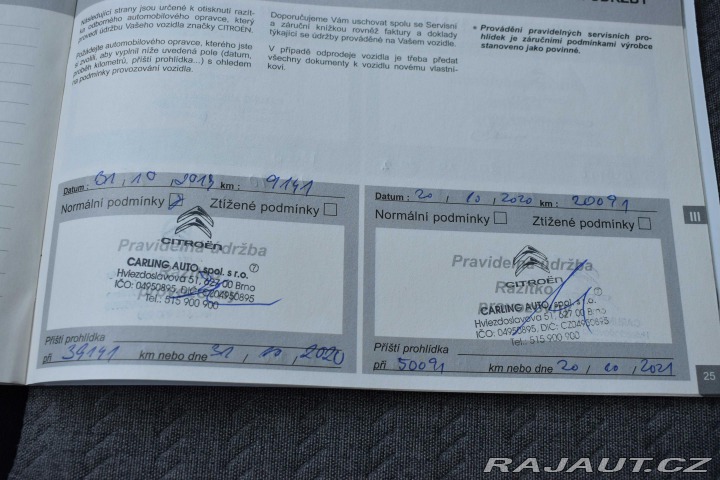 Následující strany jsou určené k otisknutí razít-
ka odborného automobilového opravce, který
provedl údržbu Vašeho vozidla značky CITROËN.
Požádejte automobilového opravce, kterého jste
si zvolili, aby vyplnil níže uvedená pole (datum,
průběh kilometrů, příští prohlídka...) s ohledem
na podmínky provozování vozidla.
Doporučujeme Vám uschovat spolu se Servisní
a záruční knížkou rovněž faktury a doklady
týkající se údržby prováděné na Vašem vozidle.
V případě odprodeje vozidla je třeba předat
všechny dokumenty k vozidlu novému vlastní-
kovi.
* Provádění pravidelných servisních pro-
hlídek je záručními podmínkami výrobce
stanoveno jako povinné.
Datum : 31, 10, 2019 km : 9141
Normální podmínky Ztížené podmínky
Pravidelná údržba
CITROËN
CARLING AUTO, spol. s r.o. 7
Hviezdoslavova 51, 627 00 Brno
IČO: 04950895, DIČ: CZ04950895
Tel.: 515 900 900
Příští prohlídka
při 39141 km nebo dne 31, 10, 2020
Datum : 20, 10, 2020 km : 20091
Normální podmínky Ztížené podmínky
Pravidelná údržba
Razítko
CITROËN
CARLING AUTO, spol. s r.o. 7
Hviezdoslavova 51, 627 00 Brno
IČO: 04950895, DIČ: CZ04950895
Tel.: 515 900 900
Příští prohlídka
při 50091 km nebo dne 20, 10, 2021
III
25
RAJAUT.CZ